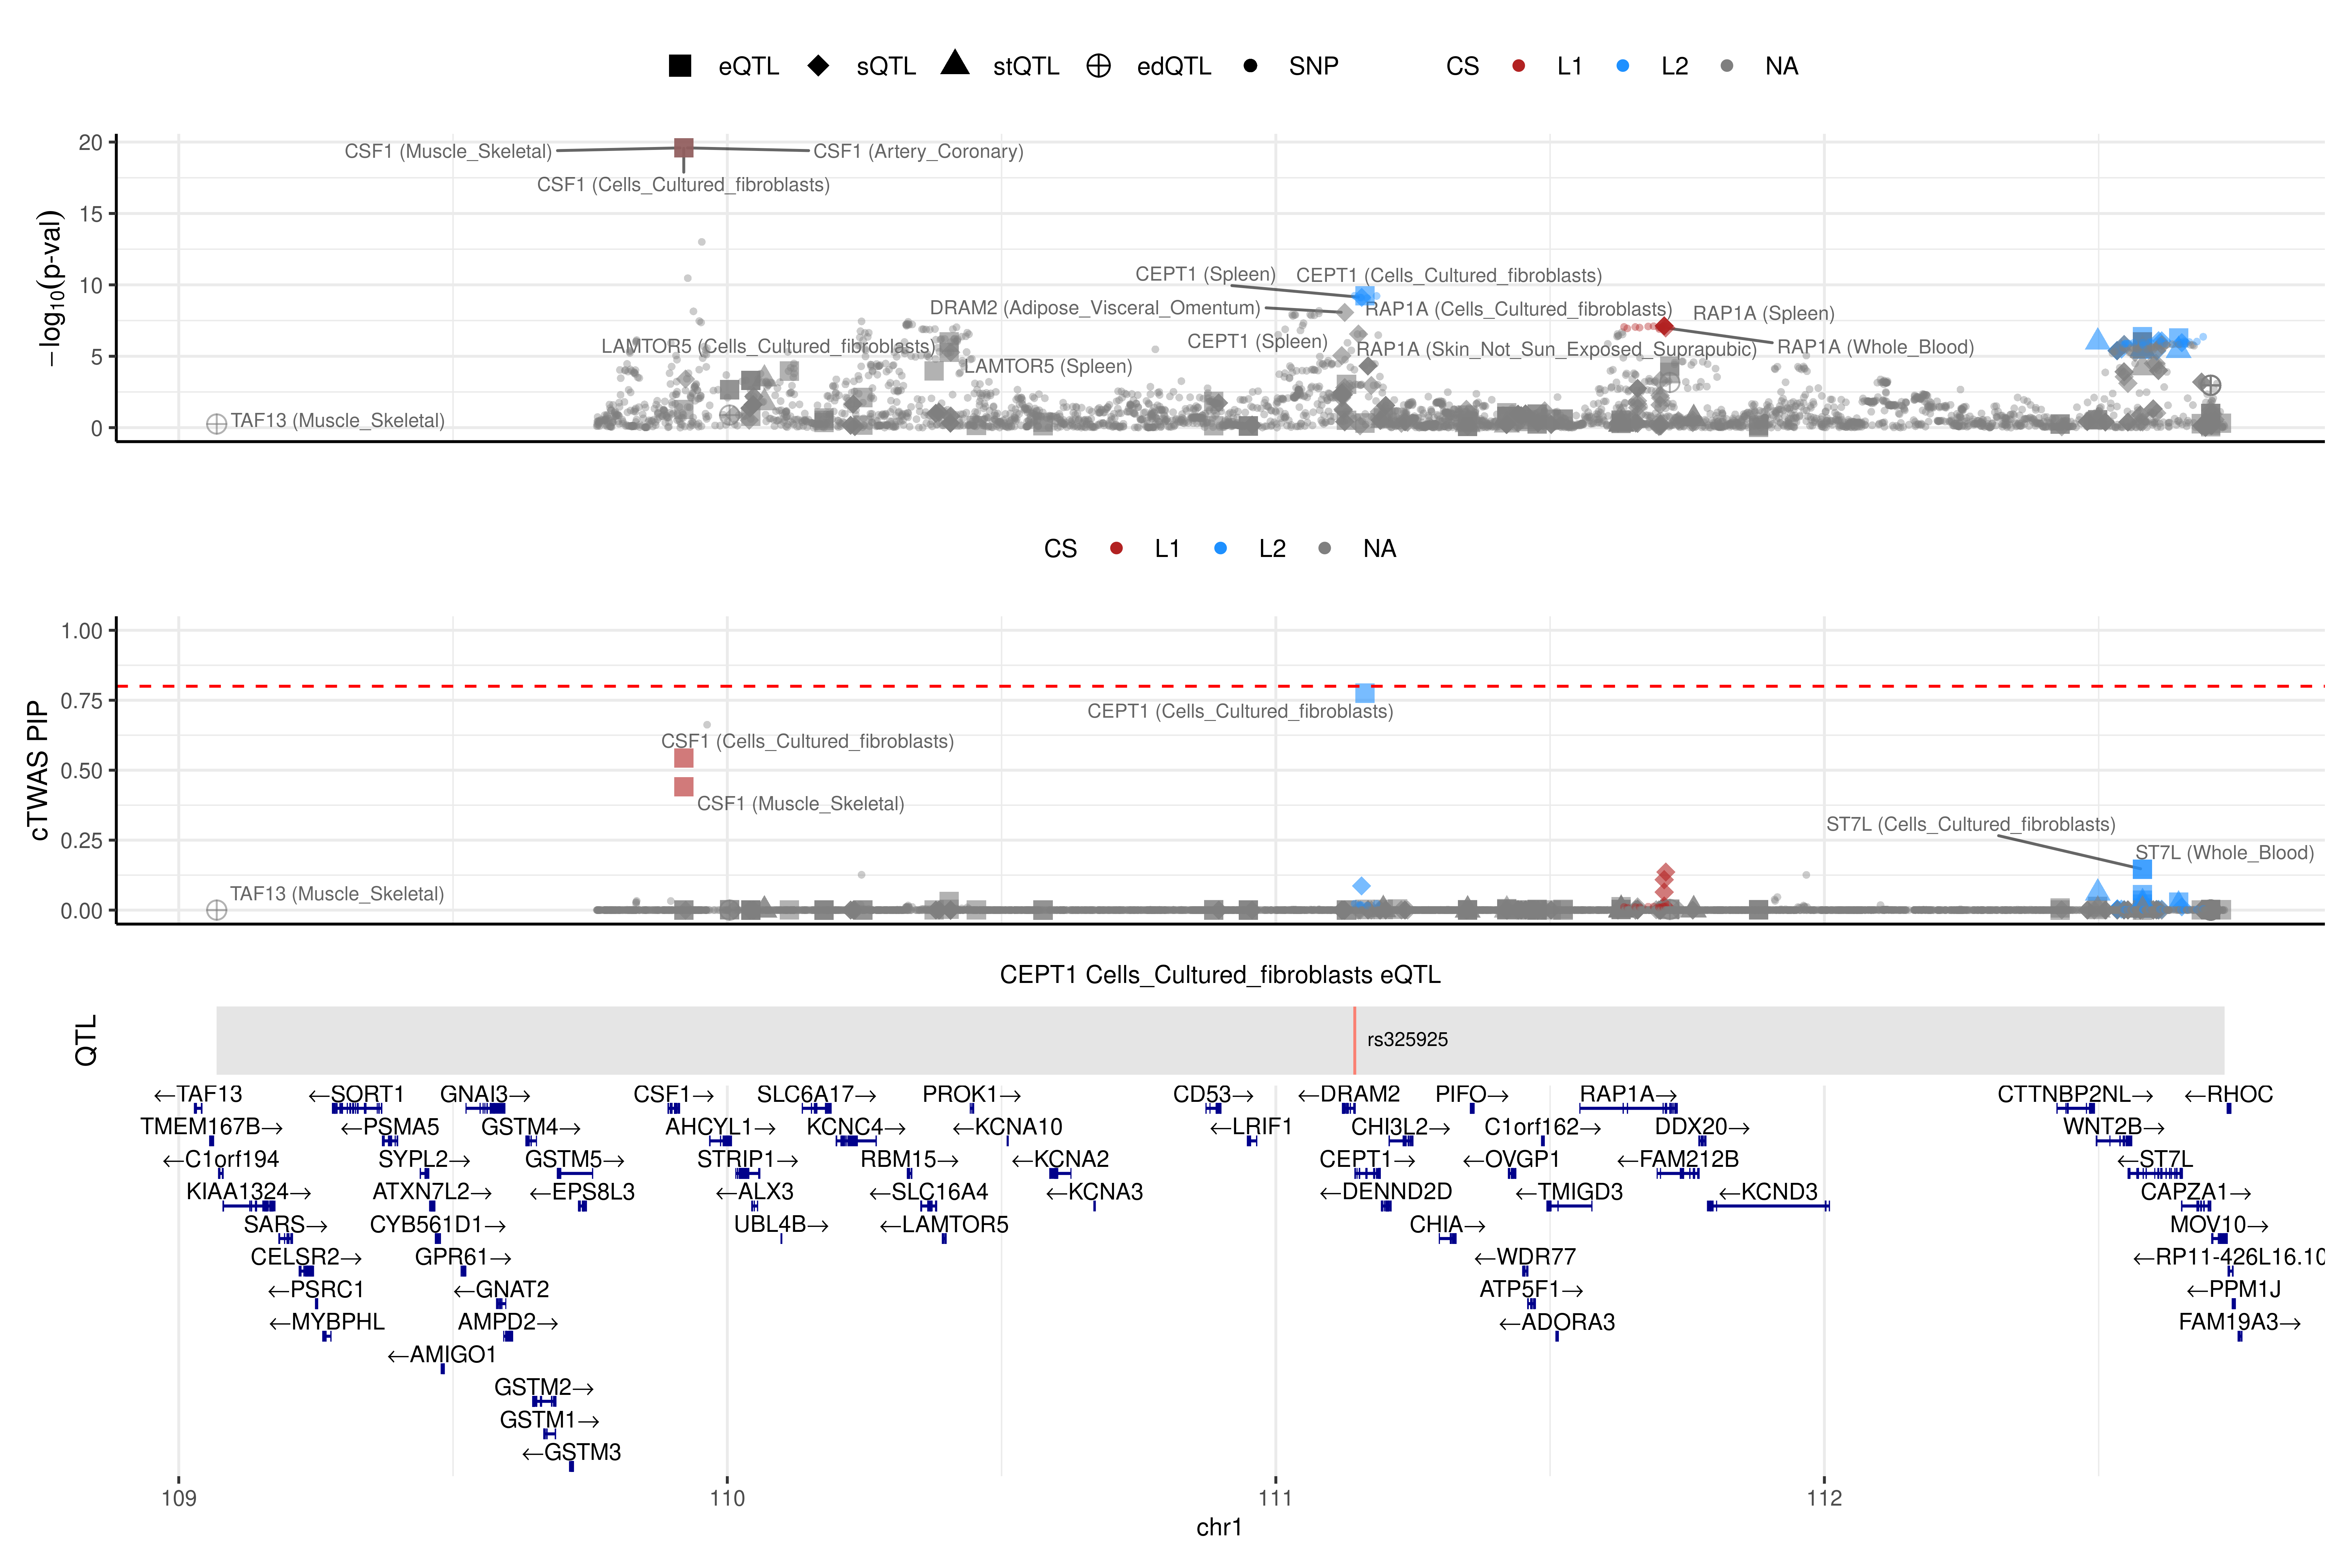 eQTL sQTL stQTL edQTL SNP CS L1 L2 NA
−log10(p-val)
20
15
10
5
0
CSF1 (Muscle_Skeletal)
CSF1 (Artery_Coronary)
CSF1 (Cells_Cultured_fibroblasts)
CEPT1 (Spleen)
CEPT1 (Cells_Cultured_fibroblasts)
DRAM2 (Adipose_Visceral_Omentum)
RAP1A (Cells_Cultured_fibroblasts)
RAP1A (Spleen)
CEPT1 (Spleen)
LAMTOR5 (Cells_Cultured_fibroblasts)
RAP1A (Skin_Not_Sun_Exposed_Suprapubic)
RAP1A (Whole_Blood)
LAMTOR5 (Spleen)
TAF13 (Muscle_Skeletal)
CS L1 L2 NA
cTWAS PIP
1.00
0.75
0.50
0.25
0.00
CEPT1 (Cells_Cultured_fibroblasts)
CSF1 (Cells_Cultured_fibroblasts)
CSF1 (Muscle_Skeletal)
ST7L (Cells_Cultured_fibroblasts)
ST7L (Whole_Blood)
TAF13 (Muscle_Skeletal)
CEPT1 Cells_Cultured_fibroblasts eQTL
QTL
rs325925
←TAF13 ←SORT1 GNAI3→ CSF1→ SLC6A17→ PROK1→ CD53→ ←DRAM2 PIFO→ RAP1A→ CTTNBP2NL→ ←RHOC
TMEM167B→ ←PSMA5 GSTM4→ AHCYL1→ KCNC4→ ←KCNA10 ←LRIF1 CHI3L2→ C1orf162→ DDX20→ WNT2B→
←C1orf194 SYPL2→ GSTM5→ STRIP1→ RBM15→ ←KCNA2 CEPT1→ ←OVGP1 ←FAM212B ←ST7L
KIAA1324→ ATXN7L2→ ←EPS8L3 ←ALX3 ←SLC16A4 ←KCNA3 ←DENND2D ←TMIGD3 ←KCND3 CAPZA1→
SARS→ CYB561D1→ UBL4B→ ←LAMTOR5 CHIA→ MOV10→
CELSR2→ GPR61→ ←WDR77 ←RP11-426L16.10
←PSRC1 ←GNAT2 ATP5F1→ ←PPM1J
←MYBPHL AMPD2→ ←ADORA3 FAM19A3→
←AMIGO1
GSTM2→
GSTM1→
←GSTM3
109 110 111 112
chr1